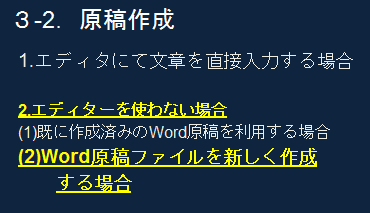 ３-2.　原稿作成
1.エディタにて文章を直接入力する場合
2.エディターを使わない場合
(1)既に作成済みのWord原稿を利用する場合
(2)Word原稿ファイルを新しく作成
する場合